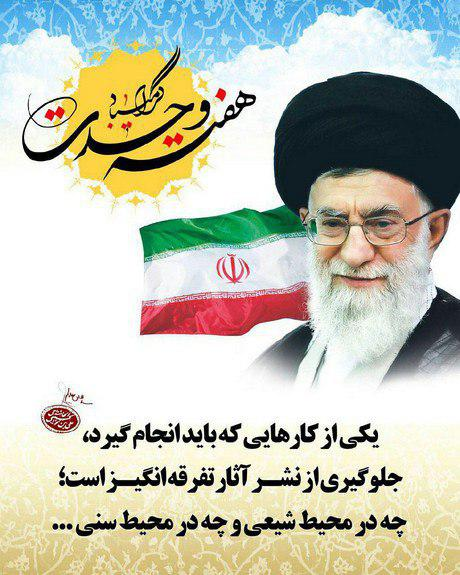 هفته وحدت
گرامیباد
یکی از کارهایی که باید انجام گیرد،
جلوگیری از نشر آثار تفرقه‌انگیز است؛
چه در محیط شیعی و چه در محیط سنی ...